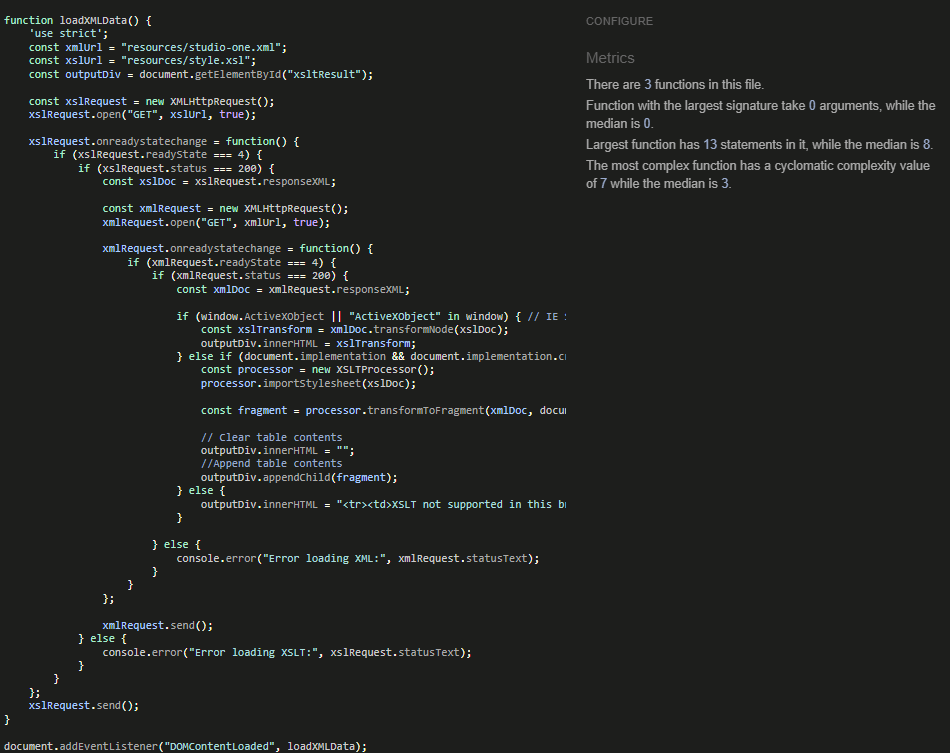 function loadXMLData() {
    'use strict';
    const xmlUrl = "resources/studio-one.xml";
    const xslUrl = "resources/style.xsl";
    const outputDiv = document.getElementById("xsltResult");

    const xslRequest = new XMLHttpRequest();
    xslRequest.open("GET", xslUrl, true);

    xslRequest.onreadystatechange = function() {
        if (xslRequest.readyState === 4) {
            if (xslRequest.status === 200) {
                const xslDoc = xslRequest.responseXML;

                const xmlRequest = new XMLHttpRequest();
                xmlRequest.open("GET", xmlUrl, true);

                xmlRequest.onreadystatechange = function() {
                    if (xmlRequest.readyState === 4) {
                        if (xmlRequest.status === 200) {
                            const xmlDoc = xmlRequest.responseXML;

                            if (window.ActiveXObject || "ActiveXObject" in window) { // IE
                                const xslTransform = xmlDoc.transformNode(xslDoc);
                                outputDiv.innerHTML = xslTransform;
                            } else if (document.implementation && document.implementation.cr
                                const processor = new XSLTProcessor();
                                processor.importStylesheet(xslDoc);

                                const fragment = processor.transformToFragment(xmlDoc, docu

                                // Clear table contents
                                outputDiv.innerHTML = "";
                                //Append table contents
                                outputDiv.appendChild(fragment);
                            } else {
                                outputDiv.innerHTML = "<tr><td>XSLT not supported in this br
                            }

                        } else {
                            console.error("Error loading XML:", xmlRequest.statusText);
                        }
                    }
                };

                xmlRequest.send();
            } else {
                console.error("Error loading XSLT:", xslRequest.statusText);
            }
        }
    };
    xslRequest.send();
}

document.addEventListener("DOMContentLoaded", loadXMLData);
CONFIGURE
Metrics
There are 3 functions in this file.
Function with the largest signature take 0 arguments, while the
median is 0.
Largest function has 13 statements in it, while the median is 8.
The most complex function has a cyclomatic complexity value
of 7 while the median is 3.